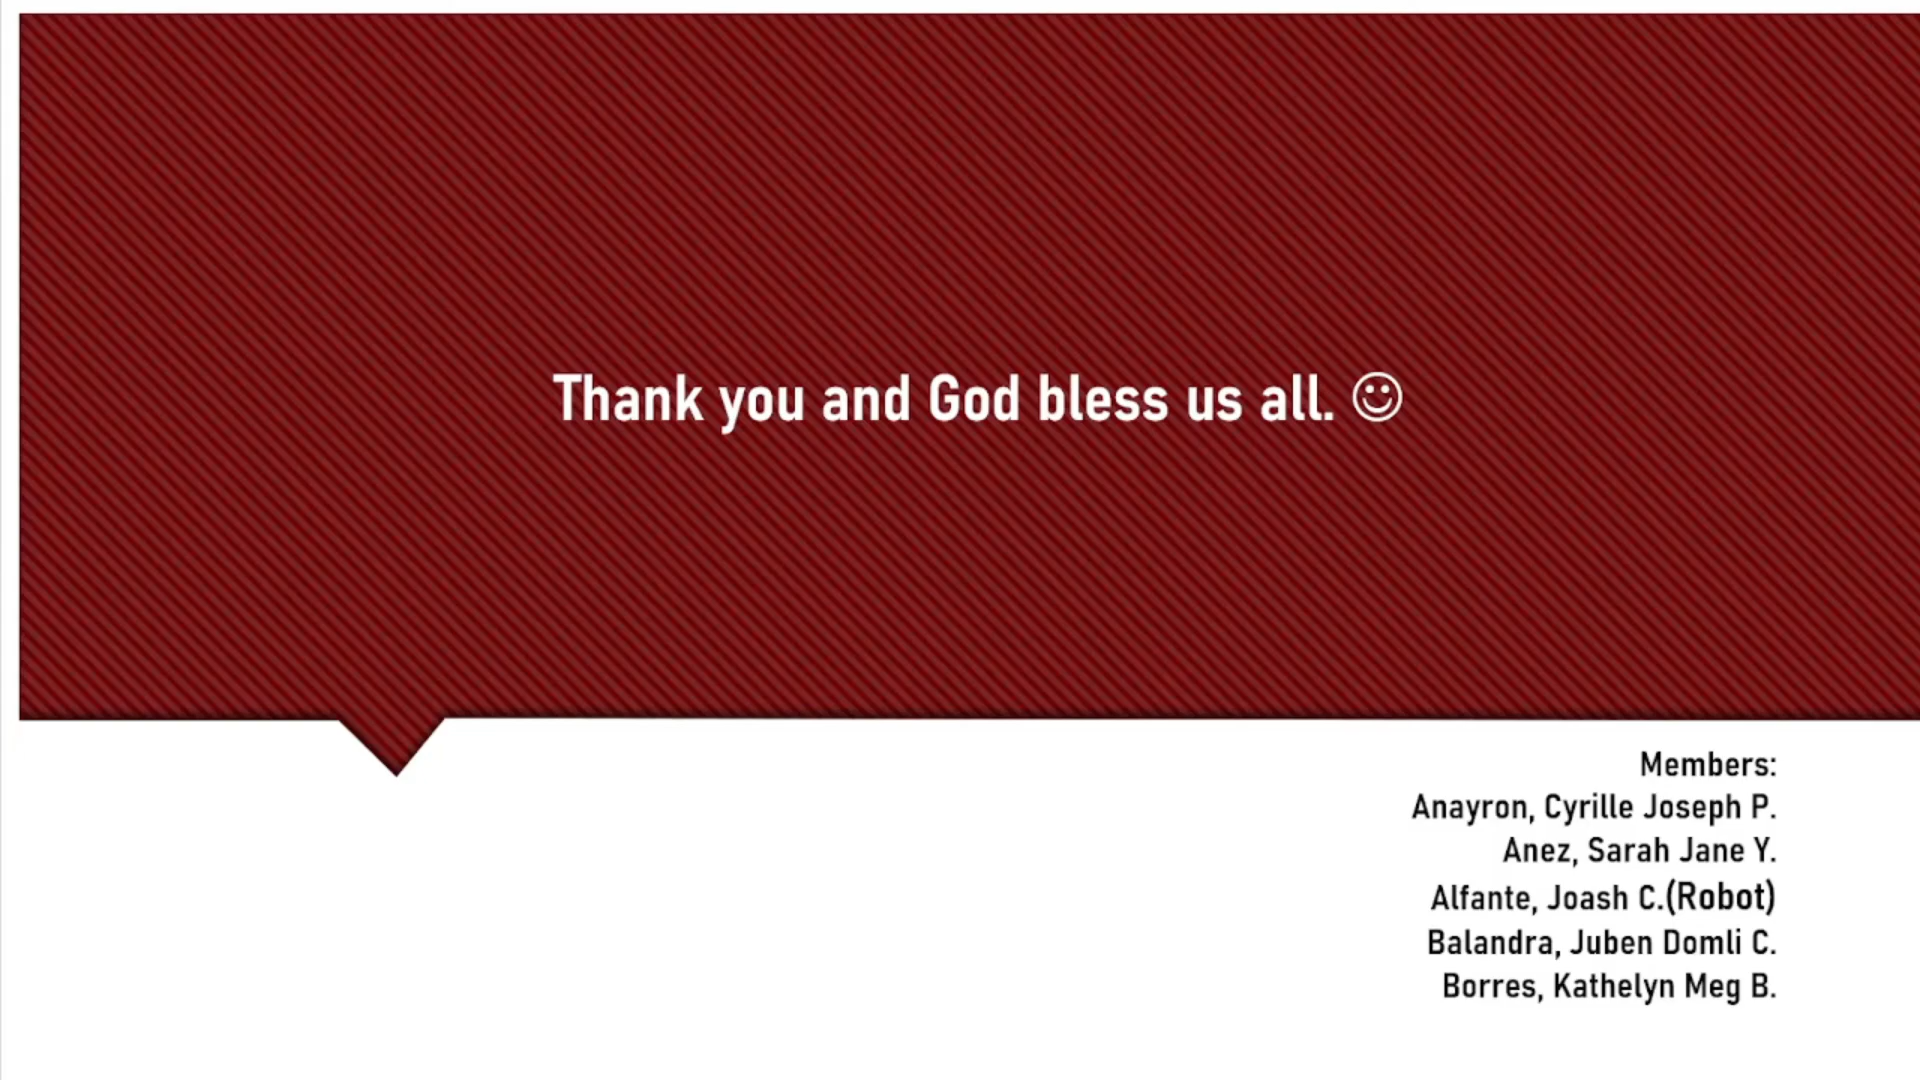 Thank you and God bless us all. ☺
Members:
Anayron, Cyrille Joseph P.
Anez, Sarah Jane Y.
Alfante, Joash C.(Robot)
Balandra, Juben Domli C.
Borres, Kathelyn Meg B.